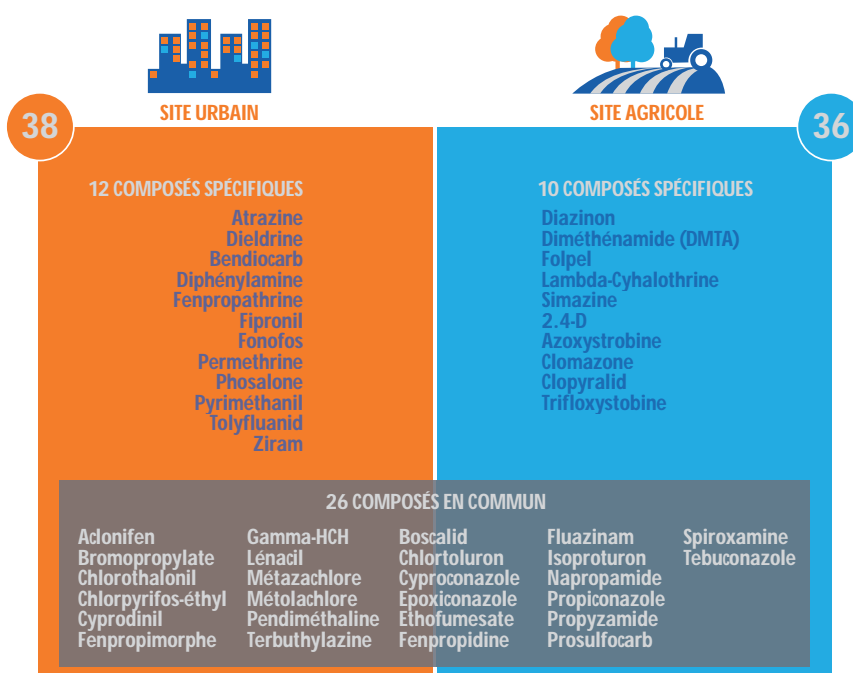 SITE URBAIN
SITE AGRICOLE
38
36
12 COMPOSÉS SPÉCIFIQUES
Atrazine
Dieldrine
Bendiocarb
Diphénylamine
Fenpropathrine
Fipronil
Fonofos
Permethrine
Phosalone
Pyriméthanil
Tolyfluanid
Ziram
10 COMPOSÉS SPÉCIFIQUES
Diazinon
Diméthénamide (DMTA)
Folpel
Lambda-Cyhalothrine
Simazine
2.4-D
Azoxystrobine
Clomazone
Clopyralid
Trifloxystobine
26 COMPOSÉS EN COMMUN
Aclonifen
Bromopropylate
Chlorothalonil
Chlorpyrifos-éthyl
Cyprodinil
Fenpropimorphe
Gamma-HCH
Lénacil
Métazachlore
Métolachlore
Pendiméthaline
Terbuthylazine
Boscalid
Chlortoluron
Cyproconazole
Epoxiconazole
Ethofumesate
Fenpropidine
Fluazinam
Isoproturon
Napropamide
Propiconazole
Propyzamide
Prosulfocarb
Spiroxamine
Tebuconazole